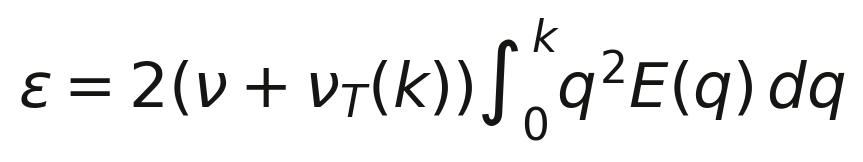 ε = 2(ν + ν_T(k)) ∫_0^k q^2 E(q) dq